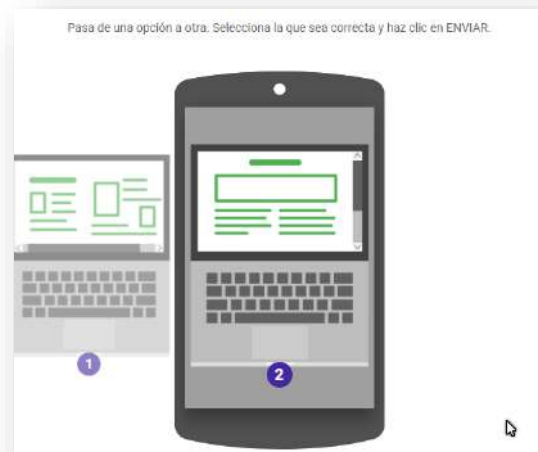 Pasa de una opción a otra. Selecciona la que sea correcta y haz clic en ENVIAR.
1
2